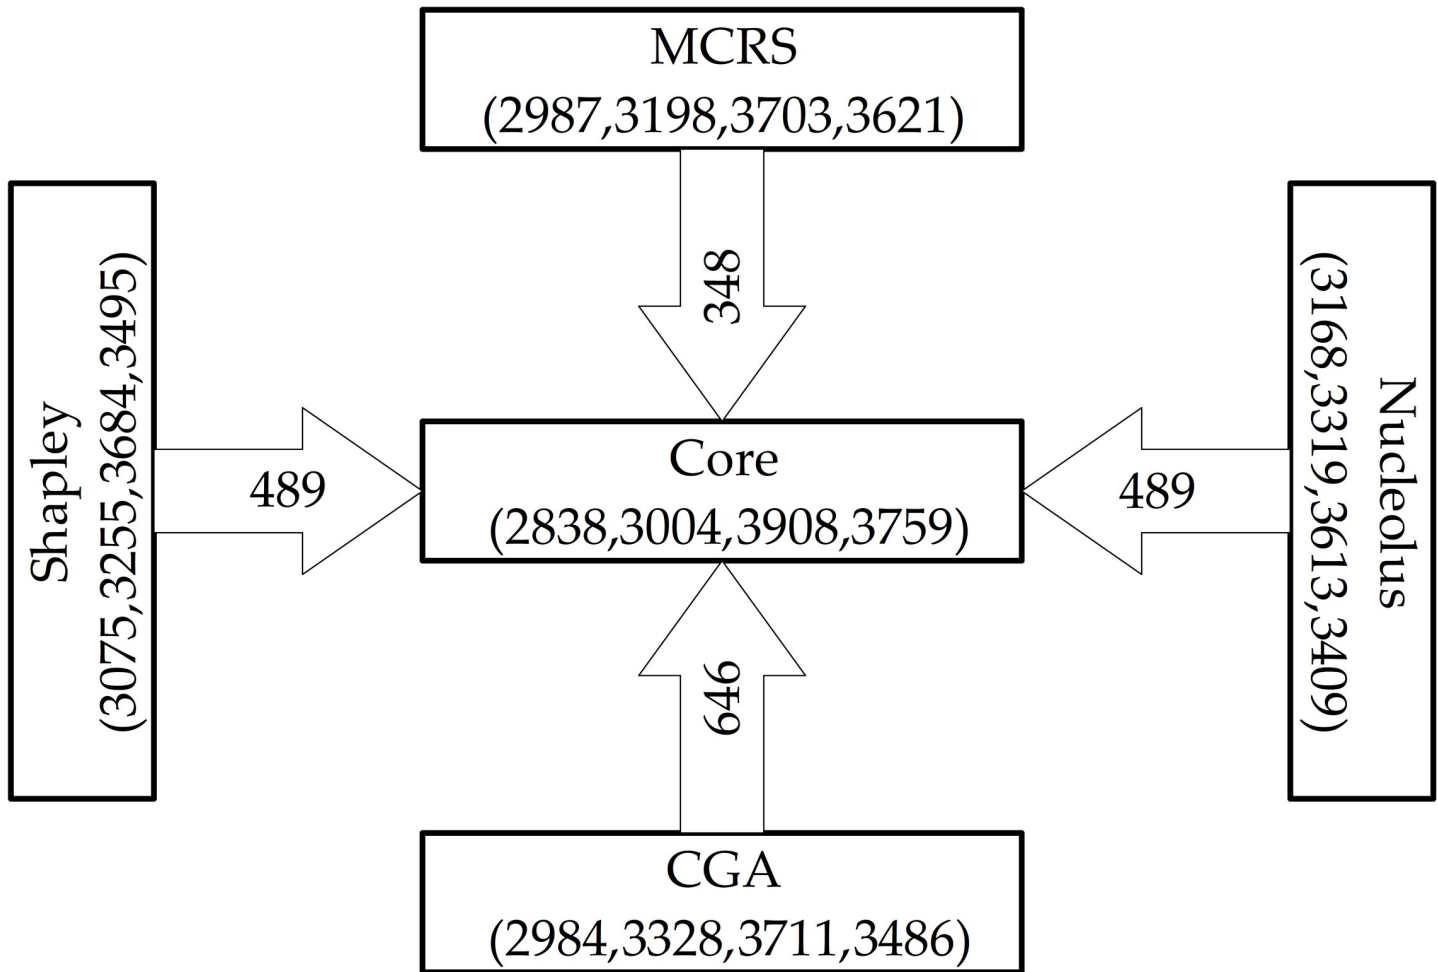 MCRS
(2987,3198,3703,3621)
348
Shapley
(3075,3255,3684,3495)
489
Core
(2838,3004,3908,3759)
489
Nucleolus
(3168,3319,3613,3409)
646
CGA
(2984,3328,3711,3486)